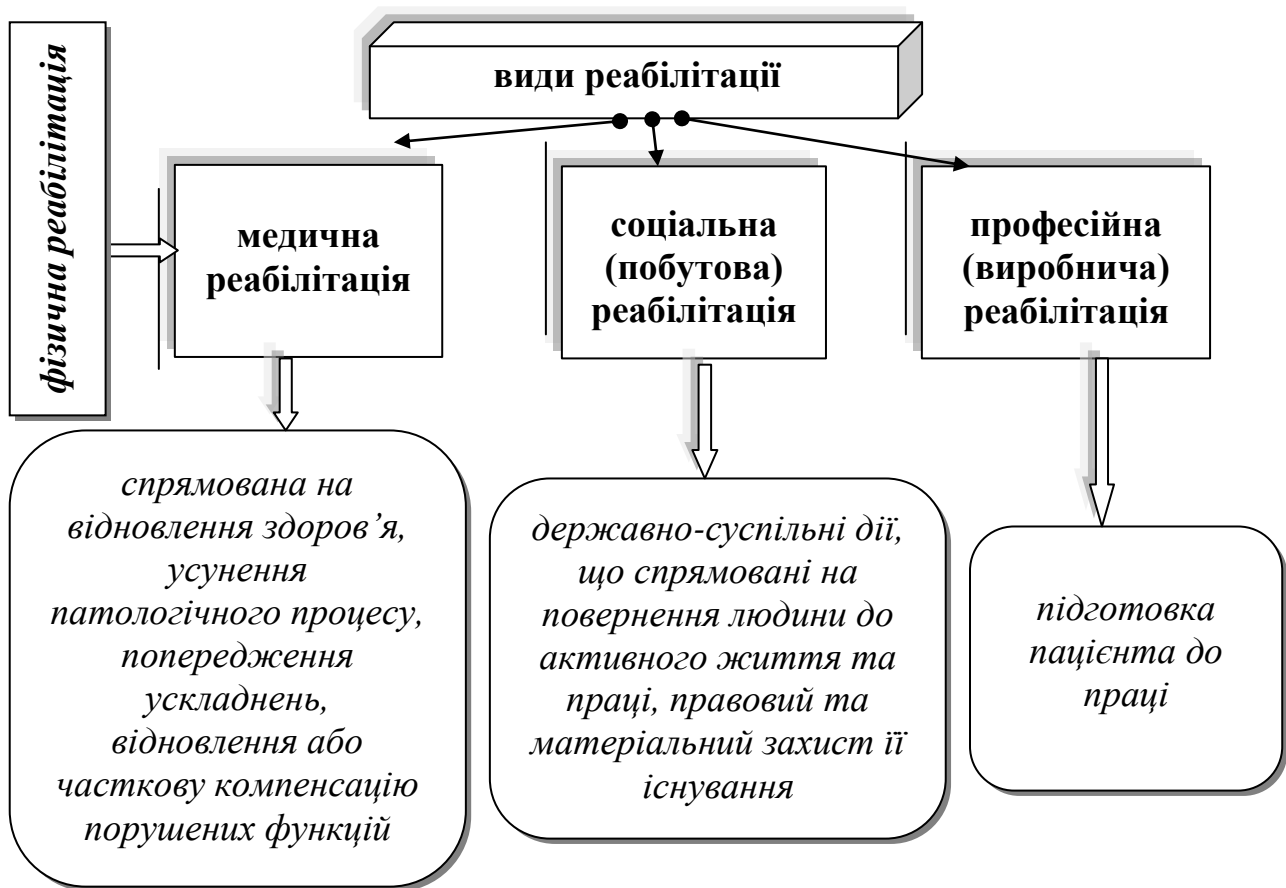 фізична реабілітація
види реабілітації
медична
реабілітація
соціальна
(побутова)
реабілітація
професійна
(виробнича)
реабілітація
спрямована на
відновлення здоров’я,
усунення
патологічного процесу,
попередження
ускладнень,
відновлення або
часткову компенсацію
порушених функцій
державно-суспільні дії,
що спрямовані на
повернення людини до
активного життя та
праці, правовий та
матеріальний захист її
існування
підготовка
пацієнта до
праці